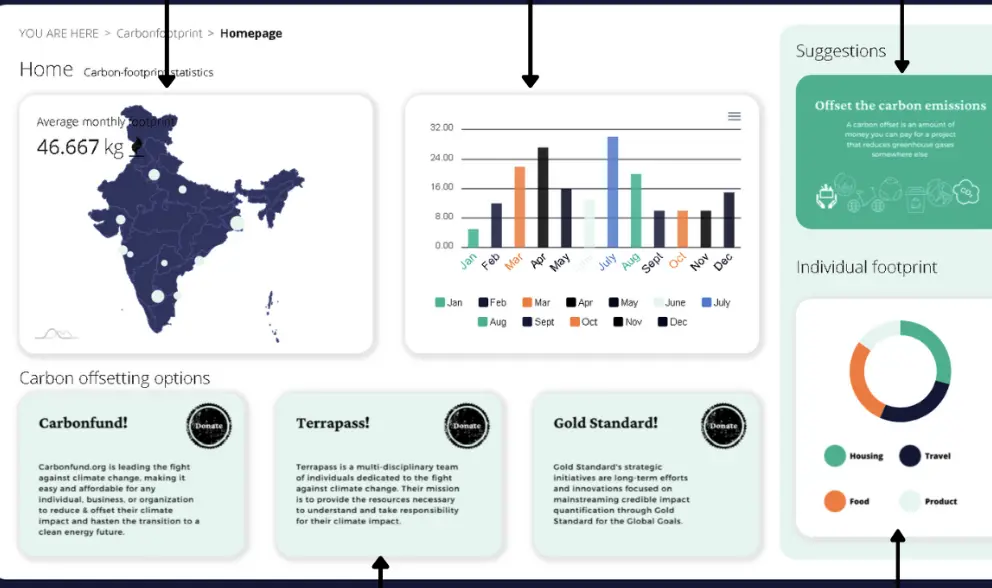 YOU ARE HERE > Carbonfootprint > Homepage
Home Carbon-footprint statistics
Average monthly footprint
46.667 kg
32.00
24.00
16.00
8.00
0.00
Jan Feb Mar Apr May June July Aug Sept Oct Nov Dec
Jan Feb Mar Apr May June July
Aug Sept Oct Nov Dec
Suggestions
Offset the carbon emissions
A carbon offset is an amount of
money you can pay for a project
that reduces greenhouse gases
somewhere else
CO₂
Individual footprint
Housing Travel
Food Product
Carbon offsetting options
Carbonfund!
Donate
Carbonfund.org is leading the fight
against climate change, making it
easy and affordable for any
individual, business, or organization
to reduce & offset their climate
impact and hasten the transition to a
clean energy future.
Terrapass!
Donate
Terrapass is a multi-disciplinary team
of individuals dedicated to the fight
against climate change. Their mission
is to provide the resources necessary
to understand and take responsibility
for their climate impact.
Gold Standard!
Donate
Gold Standard's strategic
initiatives are long-term efforts
and innovations focused on
mainstreaming credible impact
quantification through Gold
Standard for the Global Goals.